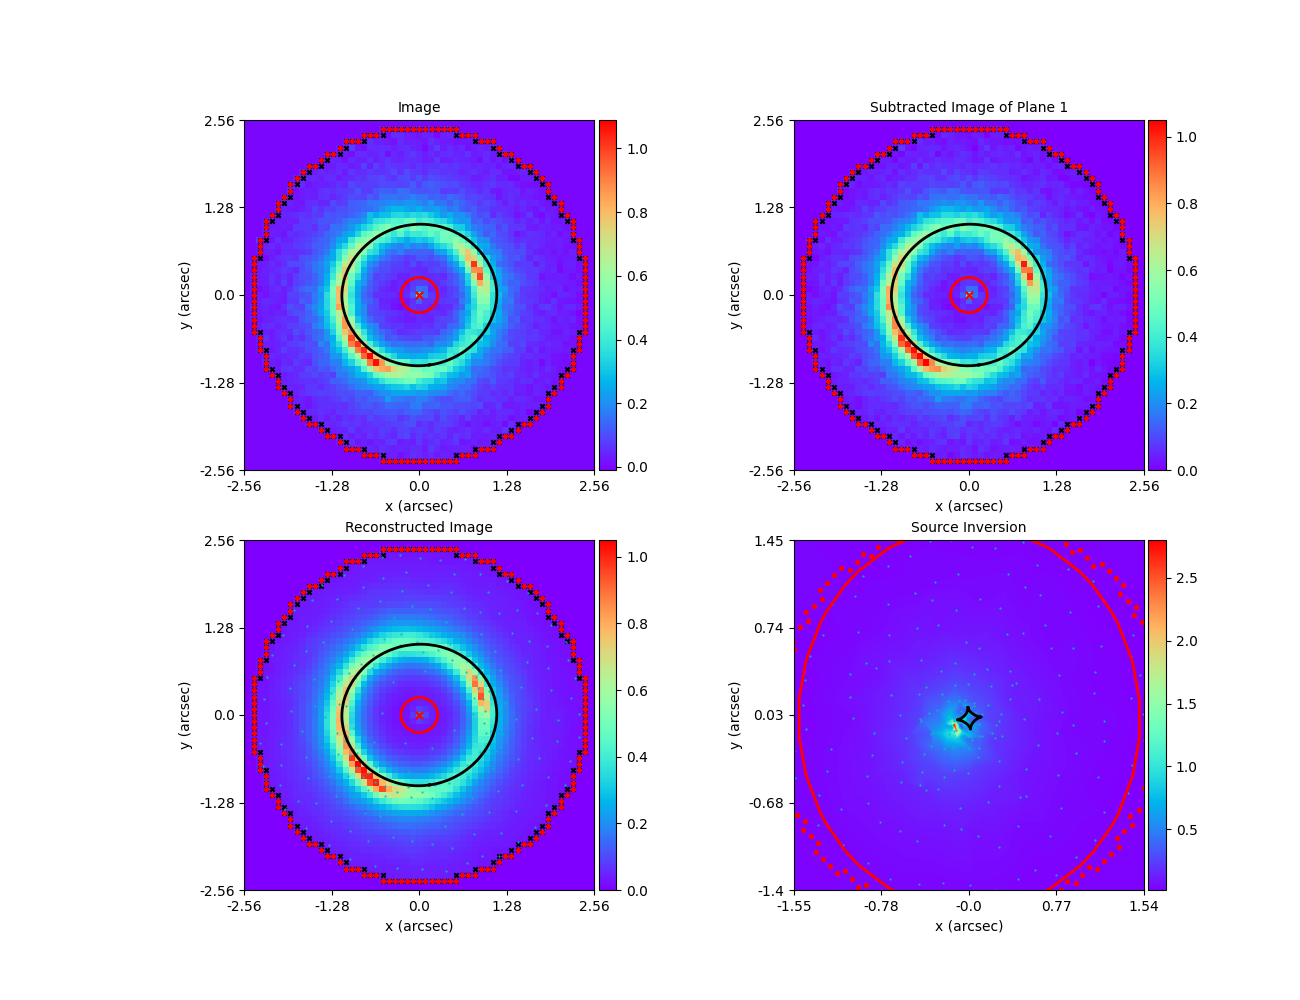 Image
2.56
1.28
0.0
-1.28
-2.56
y (arcsec)
-2.56 -1.28 0.0 1.28 2.56
x (arcsec)
1.0
0.8
0.6
0.4
0.2
0.0
Subtracted Image of Plane 1
2.56
1.28
0.0
-1.28
-2.56
y (arcsec)
-2.56 -1.28 0.0 1.28 2.56
x (arcsec)
1.0
0.8
0.6
0.4
0.2
0.0
Reconstructed Image
2.56
1.28
0.0
-1.28
-2.56
y (arcsec)
-2.56 -1.28 0.0 1.28 2.56
x (arcsec)
1.0
0.8
0.6
0.4
0.2
0.0
Source Inversion
1.45
0.74
0.03
-0.68
-1.4
y (arcsec)
-1.55 -0.78 -0.0 0.77 1.54
x (arcsec)
2.5
2.0
1.5
1.0
0.5